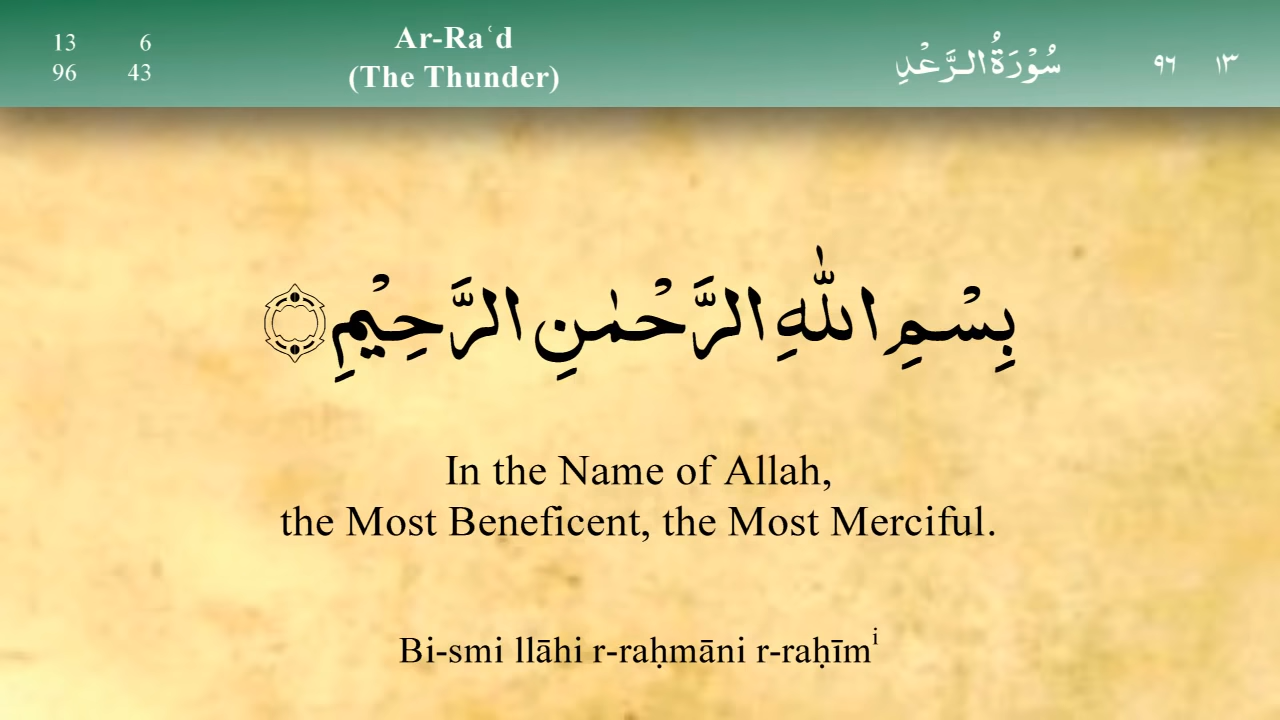 13 6
96 43
Ar-Raʿd
(The Thunder)
سُوْرَةُ الرَّعْدِ
٩٦ ١٣
بِسْمِ اللّٰهِ الرَّحْمٰنِ الرَّحِيْمِ
In the Name of Allah,
the Most Beneficent, the Most Merciful.
Bi-smi llāhi r-raḥmāni r-raḥīmⁱ